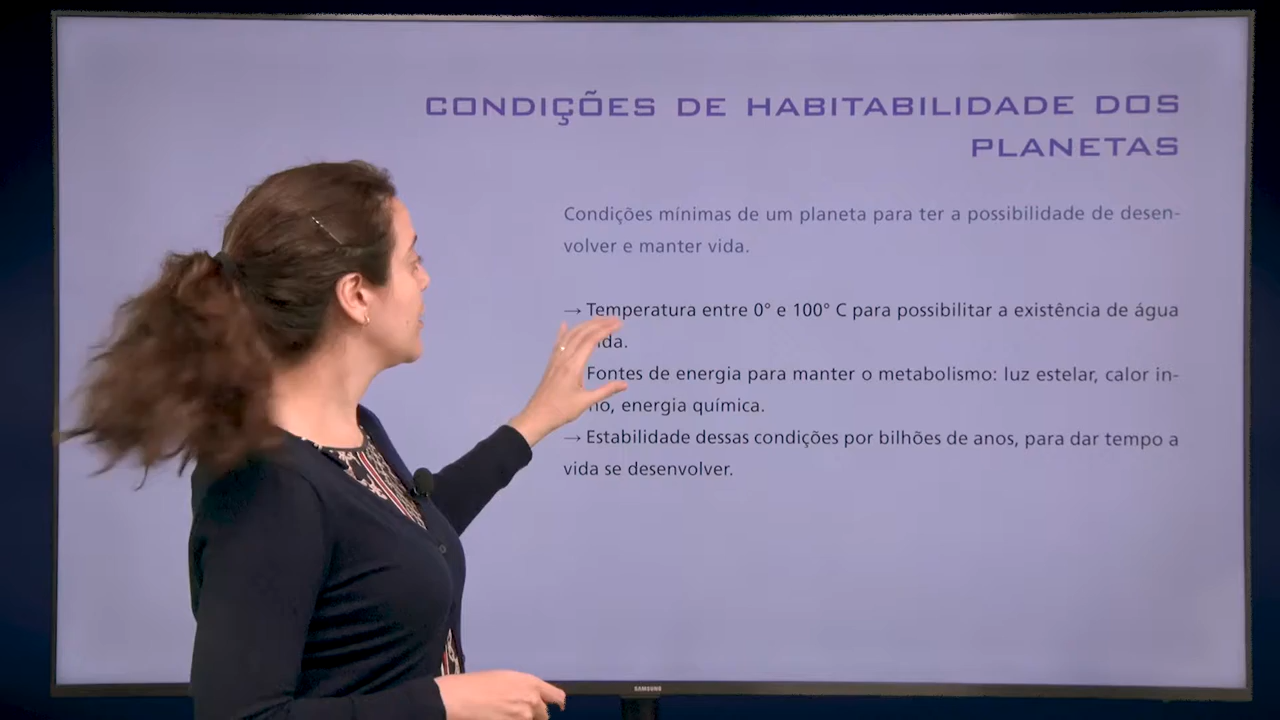 CONDIÇÕES DE HABITABILIDADE DOS
PLANETAS
Condições mínimas de um planeta para ter a possibilidade de desen-
volver e manter vida.
→ Temperatura entre 0° e 100° C para possibilitar a existência de água
Fontes de energia para manter o metabolismo: luz estelar, calor in-
energia química.
→ Estabilidade dessas condições por bilhões de anos, para dar tempo a
vida se desenvolver.
SAMSUNG